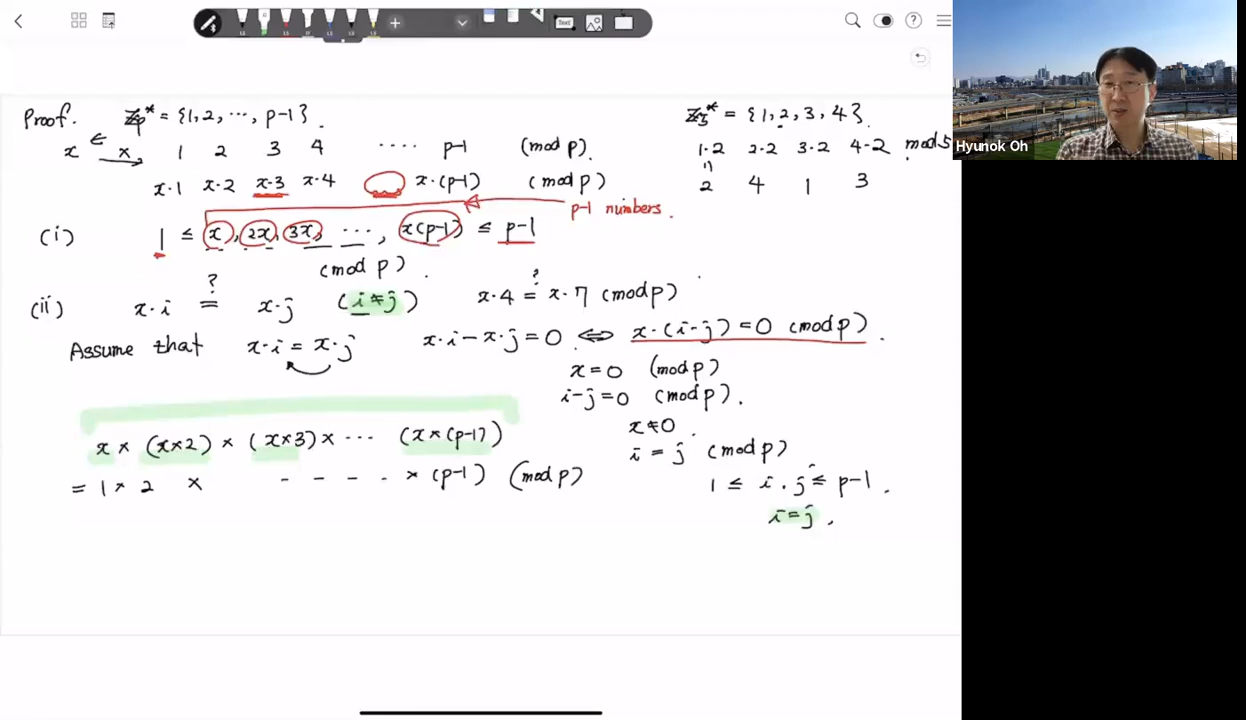 Text
Hyunok Oh
Proof. ℤp* = {1, 2, ⋯, p-1}.
ℤ5* = {1, 2, 3, 4}.
x 1 2 3 4 ⋯⋅ p-1 (mod p).
1·2 2·2 3·2 4·2 mod 5
x·1 x·2 x·3 x·4 x·(p-1) (mod p)
2 4 1 3
p-1 numbers.
(i) 1 ≤ x, 2x, 3x, ⋯, x(p-1) ≤ p-1
(mod p).
(ii) x·i =? x·j (i≠j) x·4 =? x·7 (mod p)
Assume that x·i = x·j x·i - x·j = 0. ⇔ x·(i-j) = 0 (mod p).
x = 0 (mod p)
i-j = 0 (mod p).
x ≠ 0.
x × (x×2) × (x×3) × ⋯ (x×(p-1))
i = j (mod p)
= 1 × 2 × - - - - × (p-1) (mod p)
1 ≤ i, j ≤ p-1.
i = j.